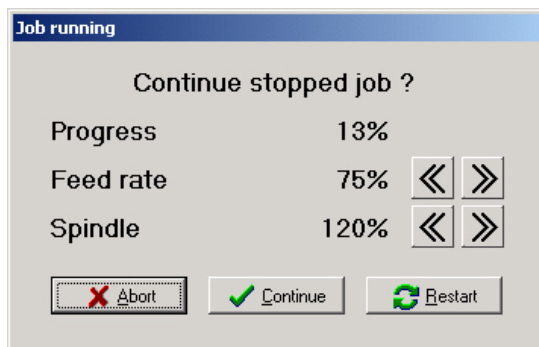 Job running
Continue stopped job ?
Progress 13%
Feed rate 75%
Spindle 120%
Abort Continue Restart